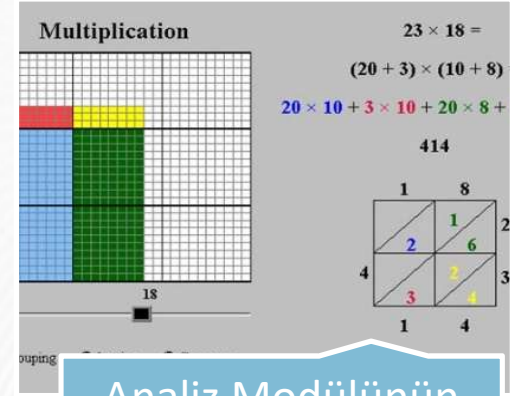 Multiplication
23 × 18 =
(20 + 3) × (10 + 8)
20 × 10 + 3 × 10 + 20 × 8 +
414
1 8
1 2
2 6
4 2 3
3 4
1 4
18
ouping
Analiz Modülünün